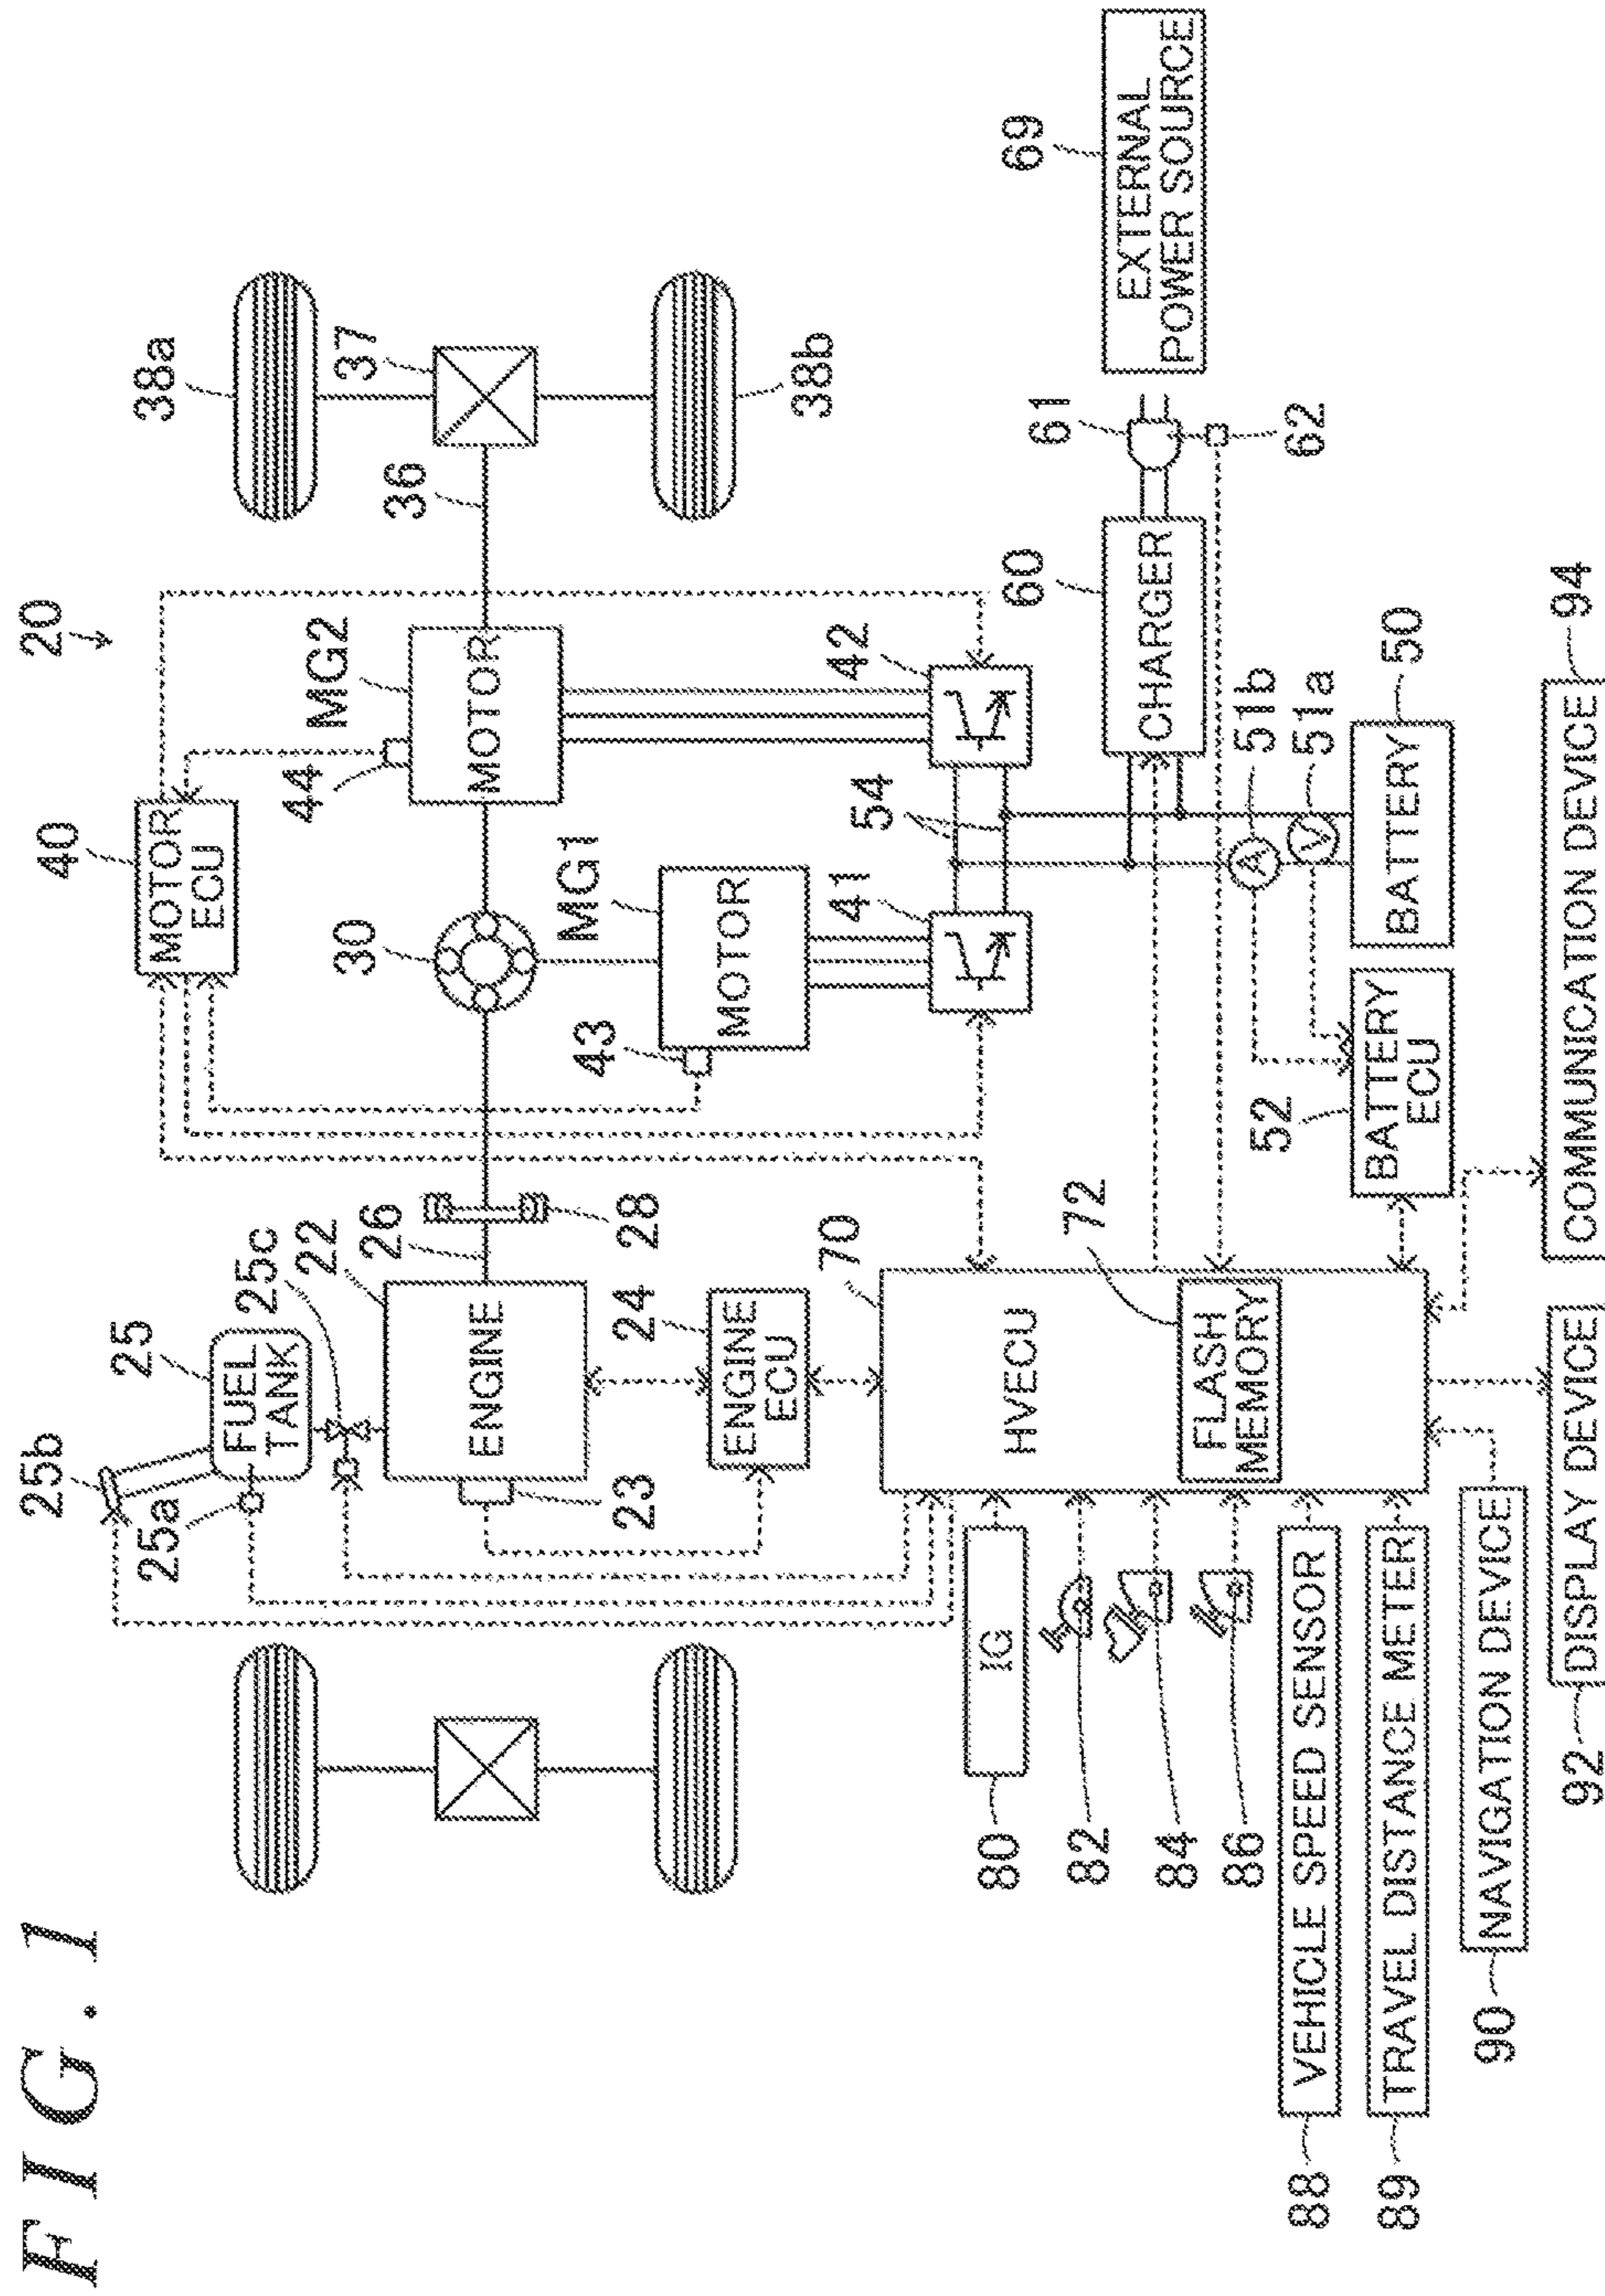 FIG. 1
20
25b
25
25a
FUEL
TANK
25c
22
26
ENGINE
23
28
24
ENGINE
ECU
40
MOTOR
ECU
30
44
MG2
MOTOR
43
MG1
MOTOR
36
37
38a
38b
41
42
54
70
HVECU
72
FLASH
MEMORY
60
CHARGER
61
62
69
EXTERNAL
POWER SOURCE
51b
51a
A
V
50
BATTERY
52
BATTERY
ECU
80
IG
82
84
86
88
VEHICLE SPEED SENSOR
89
TRAVEL DISTANCE METER
90
NAVIGATION DEVICE
92
DISPLAY DEVICE
94
COMMUNICATION DEVICE